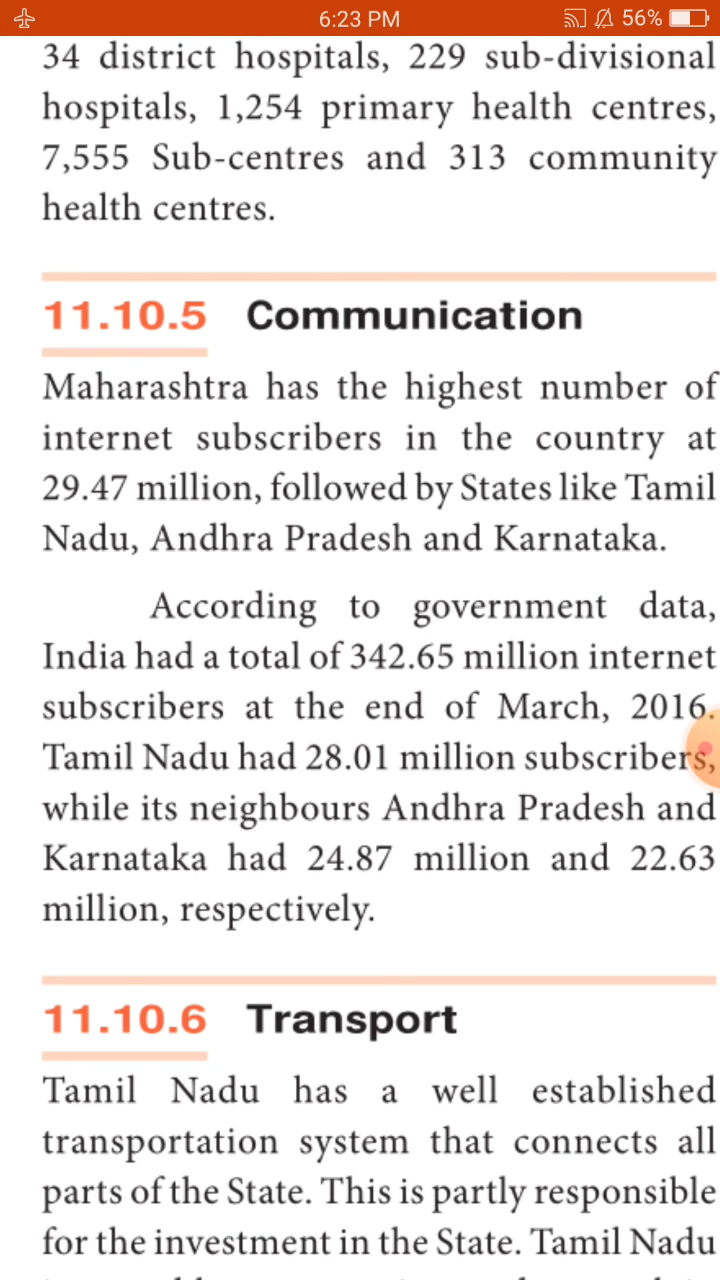 6:23 PM 56%
34 district hospitals, 229 sub-divisional
hospitals, 1,254 primary health centres,
7,555 Sub-centres and 313 community
health centres.
11.10.5 Communication
Maharashtra has the highest number of
internet subscribers in the country at
29.47 million, followed by States like Tamil
Nadu, Andhra Pradesh and Karnataka.
According to government data,
India had a total of 342.65 million internet
subscribers at the end of March, 2016.
Tamil Nadu had 28.01 million subscribers,
while its neighbours Andhra Pradesh and
Karnataka had 24.87 million and 22.63
million, respectively.
11.10.6 Transport
Tamil Nadu has a well established
transportation system that connects all
parts of the State. This is partly responsible
for the investment in the State. Tamil Nadu